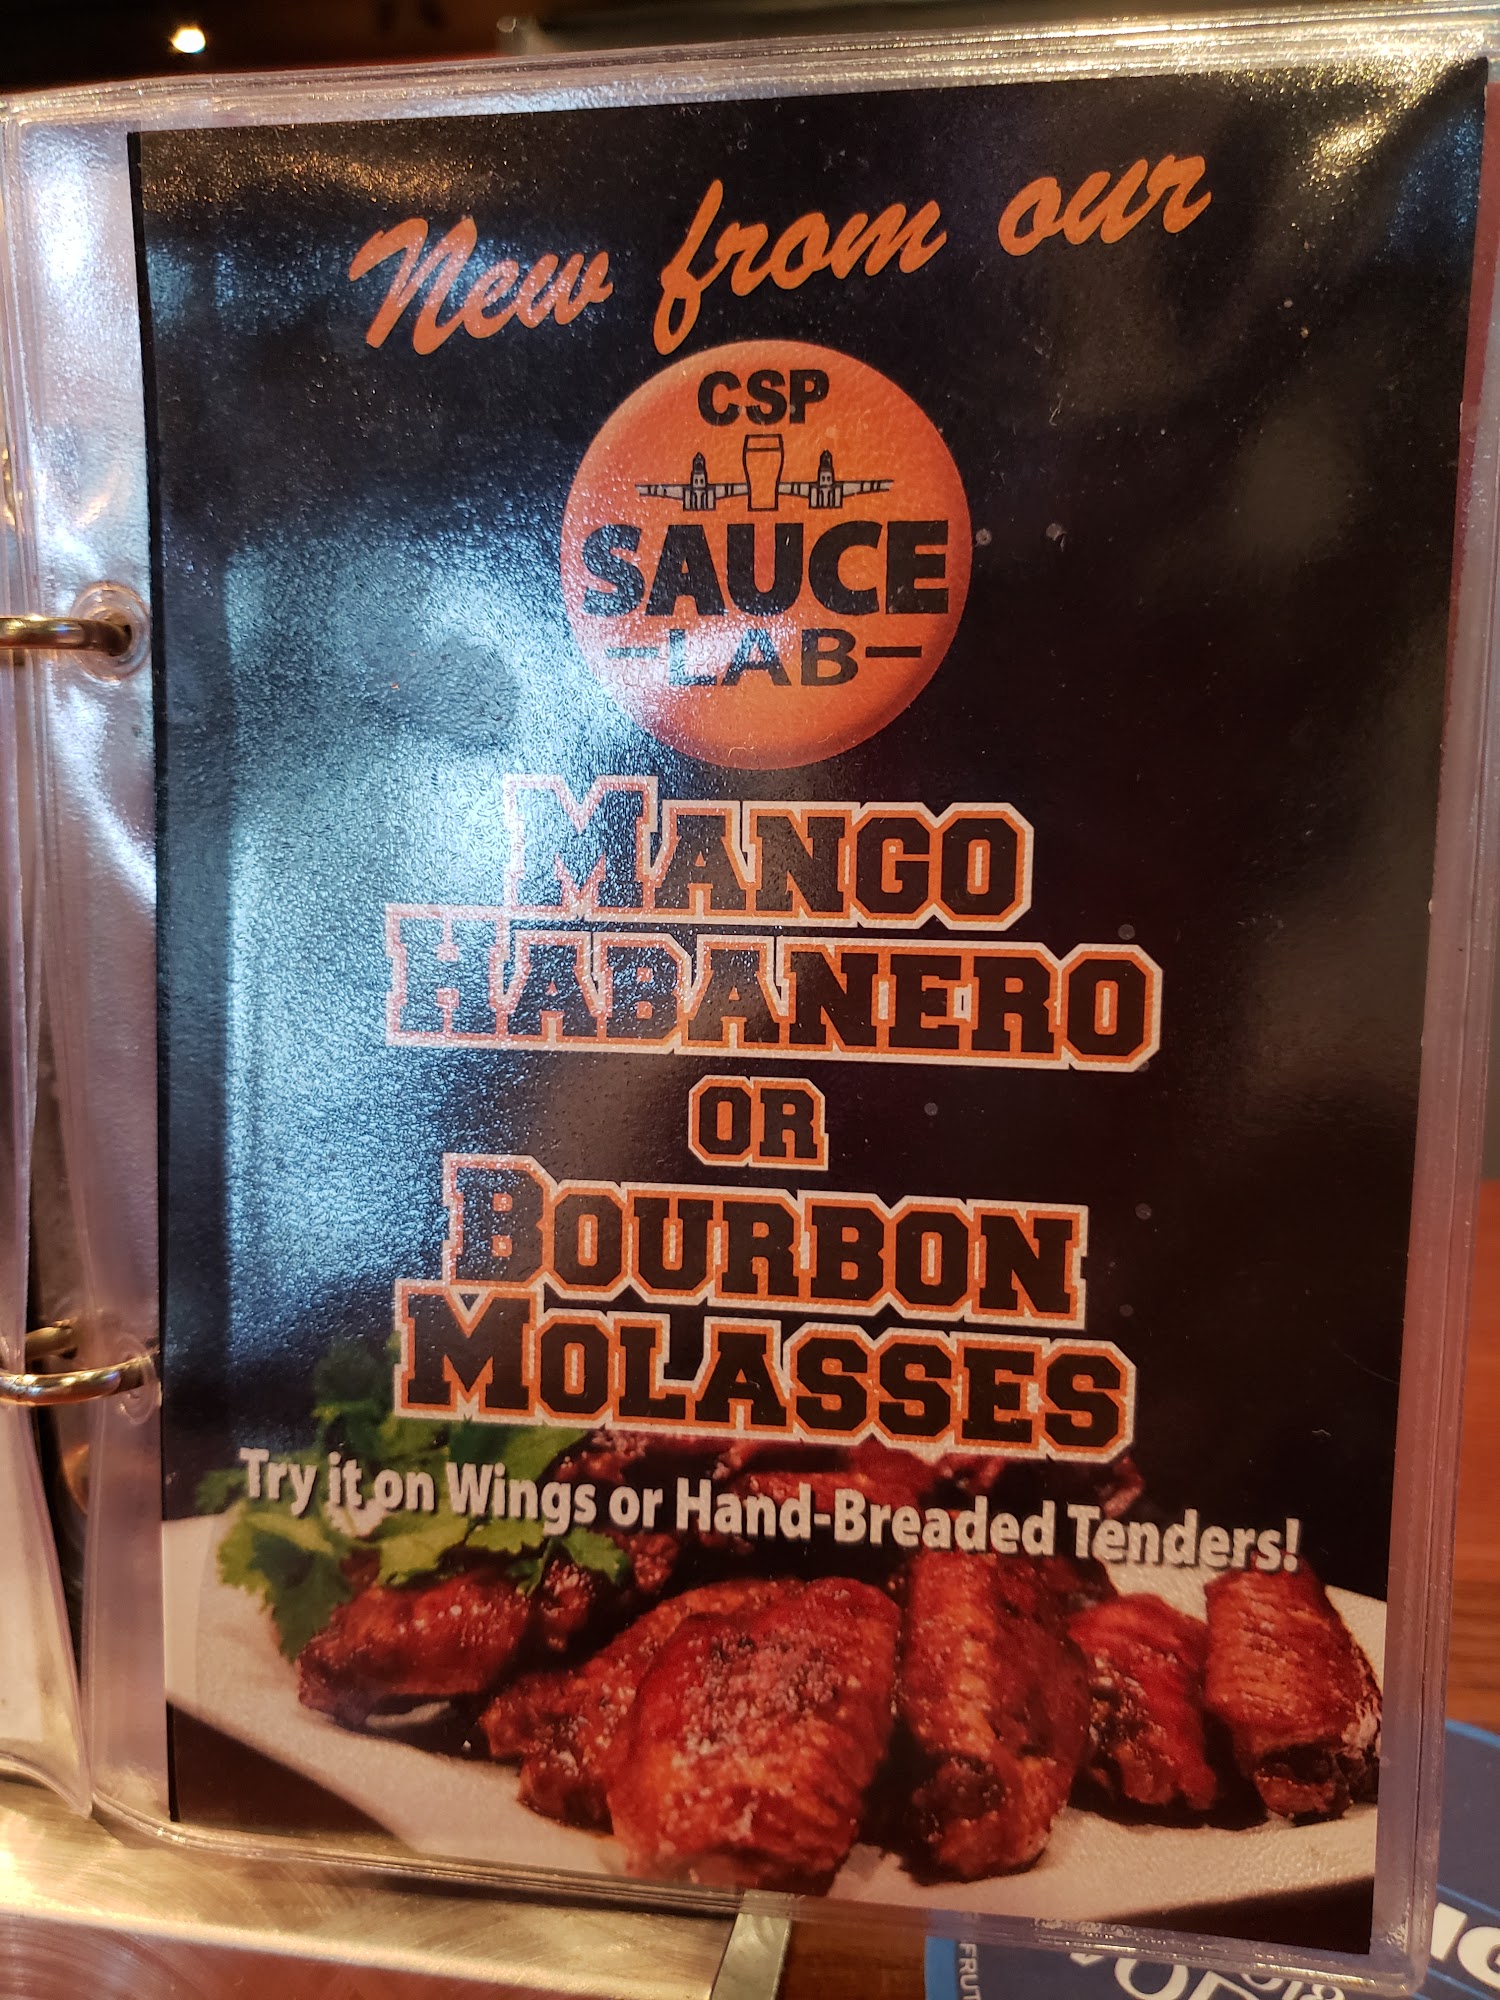 New from our
CSP
SAUCE
LAB
MANGO
HABANERO
OR
BOURBON
MOLASSES
Try it on Wings or Hand-Breaded Tenders!
FRUT